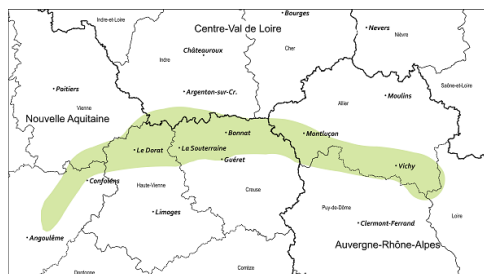 Indre-et-Loire
Bourges
Centre-Val de Loire
Nevers
Cher
Nièvre
Châteauroux
Indre
Saône-et-Loire
Poitiers
Argenton-sur-Cr.
Allier
Moulins
Vienne
Nouvelle Aquitaine
Bonnat
Montluçon
Le Dorat
La Souterraine
Guéret
Vichy
Confolens
Haute-Vienne
Creuse
Puy-de-Dôme
Limoges
Loire
Clermont-Ferrand
Angoulême
Auvergne-Rhône-Alpes
Corrèze
Dordogne